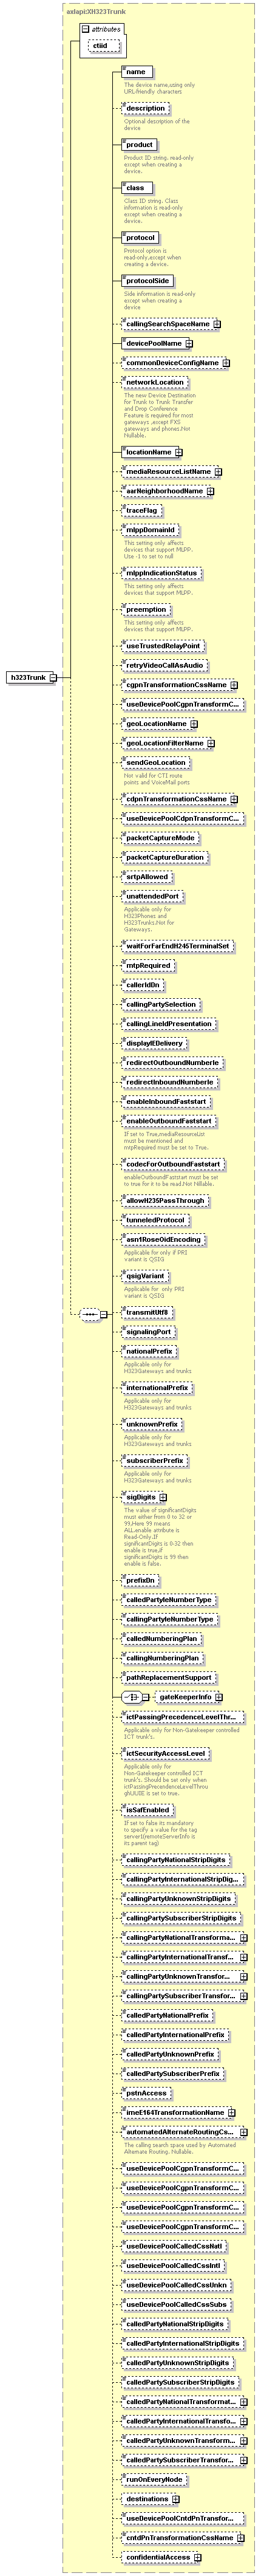 axlapi:XH323Trunk
attributes
ctiid
name
The device name,using only
URL-friendly characters
description
Optional description of the
device
product
Product ID string. read-only
except when creating a
device.
class
Class ID string. Class
information is read-only
except when creating a
device.
protocol
Protocol option is
read-only,except when
creating a device.
protocolSide
Side information is read-only
except when creating a
device
callingSearchSpaceName
devicePoolName
commonDeviceConfigName
networkLocation
The new Device Destination
for Trunk to Trunk Transfer
and Drop Conference
Feature is required for most
gateways ,except FXS
gateways and phones.Not
Nullable.
locationName
mediaResourceListName
aarNeighborhoodName
traceFlag
mlppDomainId
This setting only affects
devices that support MLPP.
Use -1 to set to null
mlppIndicationStatus
This setting only affects
devices that support MLPP.
preemption
This setting only affects
devices that support MLPP.
useTrustedRelayPoint
retryVideoCallAsAudio
h323Trunk
cgpnTransformationCssName
useDevicePoolCgpnTransformC...
geoLocationName
geoLocationFilterName
sendGeoLocation
Not valid for CTI route
points and VoiceMail ports
cdpnTransformationCssName
useDevicePoolCdpnTransformC...
packetCaptureMode
packetCaptureDuration
srtpAllowed
unattendedPort
Applicable only for
H323Phones and
H323Trunks.Not for
Gateways.
waitForFarEndH245TerminalSet
mtpRequired
callerIdDn
callingPartySelection
callingLineIdPresentation
displayIEDelivery
redirectOutboundNumberIe
redirectInboundNumberIe
enableInboundFaststart
enableOutboundFaststart
If set to True,mediaResourceList
must be mentioned and
mtpRequired must be set to True.
codecForOutboundFaststart
enableOutboundFaststart must be set
to true for it to be read.Not Nillable.
allowH235PassThrough
tunneledProtocol
asn1RoseOidEncoding
Applicable for only if PRI
variant is QSIG
qsigVariant
Applicable for only PRI
variant is QSIG
transmitUtf8
signalingPort
nationalPrefix
Applicable only for
H323Gateways and trunks
internationalPrefix
Applicable only for
H323Gateways and trunks
unknownPrefix
Applicable only for
H323Gateways and trunks
subscriberPrefix
Applicable only for
H323Gateways and trunks
sigDigits
The value of significantDigits
must either from 0 to 32 or
99.Here 99 means
ALL.enable attribute is
Read-Only.If
significantDigits is 0-32 then
enable is true,if
significantDigits is 99 then
enable is false.
prefixDn
calledPartyIeNumberType
callingPartyIeNumberType
calledNumberingPlan
callingNumberingPlan
pathReplacementSupport
gateKeeperInfo
ictPassingPrecedenceLevelThr...
Applicable only for Non-Gatekeeper controlled
ICT trunk's.
ictSecurityAccessLevel
Applicable only for
Non-Gatekeeper controlled ICT
trunk's. Should be set only when
ictPassingPrecendenceLevelThrou
ghUUIE is set to true.
isSafEnabled
If set to false its mandatory
to specify a value for the tag
server1(remoteServerInfo is
its parent tag)
callingPartyNationalStripDigits
callingPartyInternationalStripDig...
callingPartyUnknownStripDigits
callingPartySubscriberStripDigits
callingPartyNationalTransforma...
callingPartyInternationalTransf...
callingPartyUnknownTransfor...
callingPartySubscriberTransfor...
calledPartyNationalPrefix
calledPartyInternationalPrefix
calledPartyUnknownPrefix
calledPartySubscriberPrefix
pstnAccess
imeE164TransformationName
automatedAlternateRoutingCs...
The calling search space used by Automated
Alternate Routing. Nullable.
useDevicePoolCgpnTransformC...
useDevicePoolCgpnTransformC...
useDevicePoolCgpnTransformC...
useDevicePoolCgpnTransformC...
useDevicePoolCalledCssNatl
useDevicePoolCalledCssIntl
useDevicePoolCalledCssUnkn
useDevicePoolCalledCssSubs
calledPartyNationalStripDigits
calledPartyInternationalStripDigits
calledPartyUnknownStripDigits
calledPartySubscriberStripDigits
calledPartyNationalTransformat...
calledPartyInternationalTransfo...
calledPartyUnknownTransform...
calledPartySubscriberTransfor...
runOnEveryNode
destinations
useDevicePoolCntdPnTransfor...
cntdPnTransformationCssName
confidentialAccess